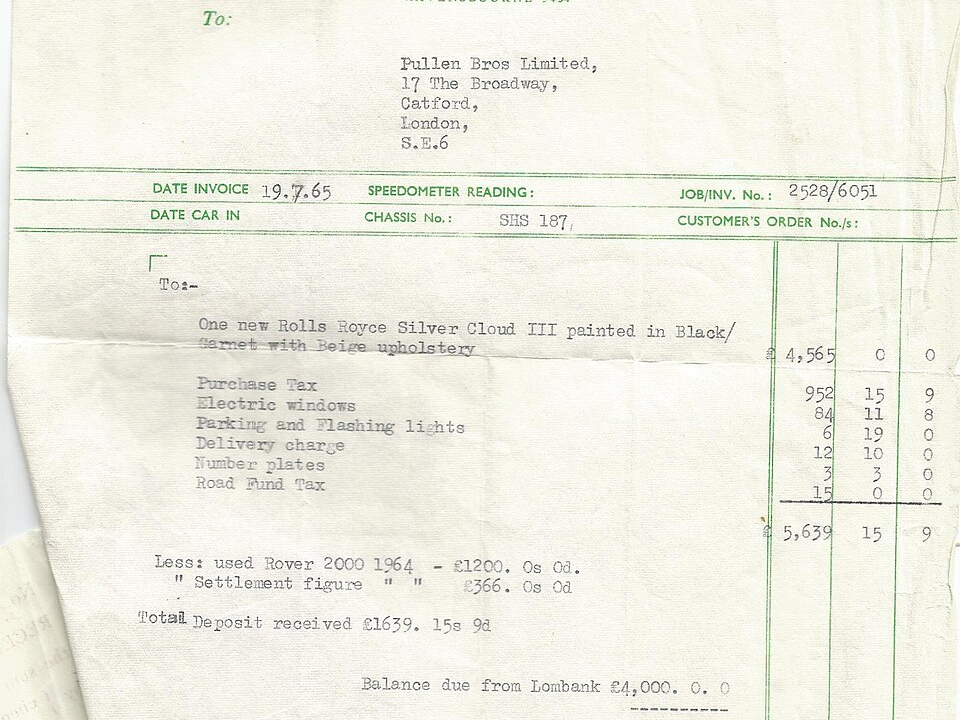 To:
Pullen Bros Limited,
17 The Broadway,
Catford,
London,
S.E.6
DATE INVOICE 19.7.65 SPEEDOMETER READING: JOB/INV. No.: 2528/6051
DATE CAR IN CHASSIS No.: SHS 187, CUSTOMER'S ORDER No./s:
To:-
One new Rolls Royce Silver Cloud III painted in Black/
Garnet with Beige upholstery £ 4,565 0 0
Purchase Tax 952 15 9
Electric windows 84 11 8
Parking and Flashing lights 6 19 0
Delivery charge 12 10 0
Number plates 3 3 0
Road Fund Tax 15 0 0
£ 5,639 15 9
Less: used Rover 2000 1964 - £1200. 0s 0d.
" Settlement figure " " £366. 0s 0d
Total Deposit received £1639. 15s 9d
Balance due from Lombank £4,000. 0. 0